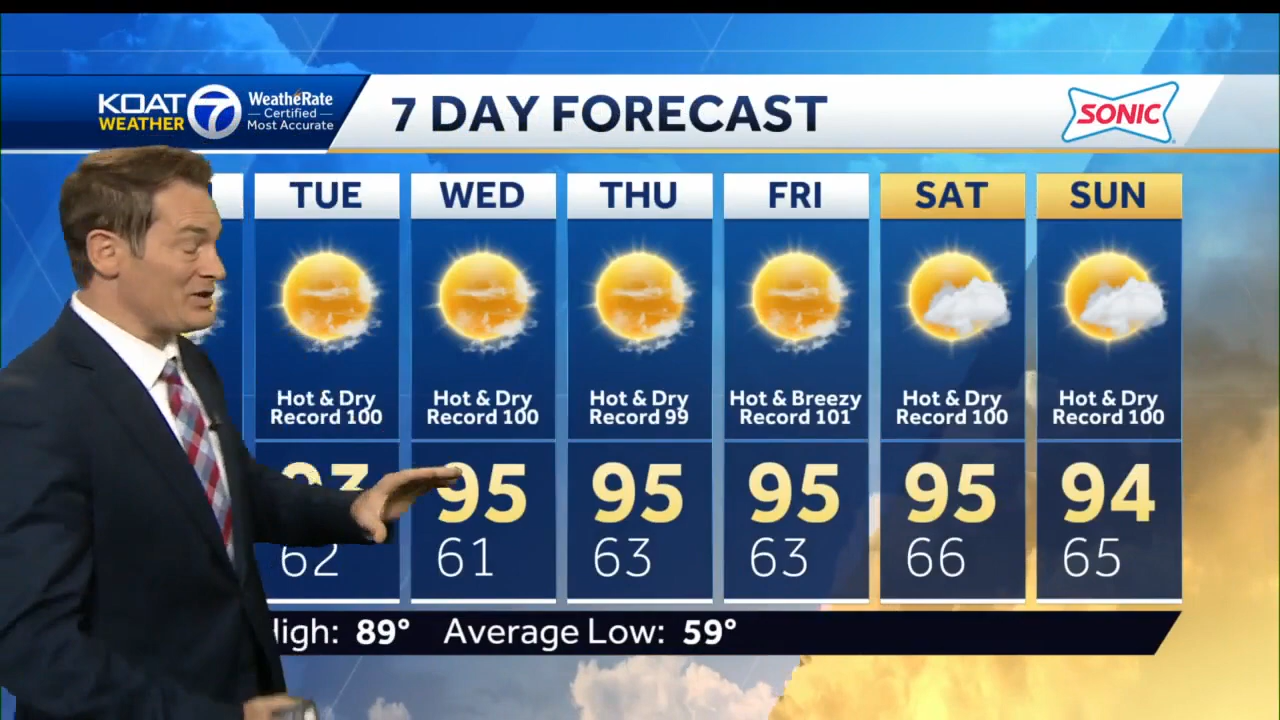 KOAT 7
WEATHER
WeatheRate
Certified
Most Accurate
7 DAY FORECAST
SONIC
TUE WED THU FRI SAT SUN
Hot & Dry Hot & Dry Hot & Dry Hot & Breezy Hot & Dry Hot & Dry
Record 100 Record 100 Record 99 Record 101 Record 100 Record 100
93 95 95 95 95 94
62 61 63 63 66 65
High: 89° Average Low: 59°